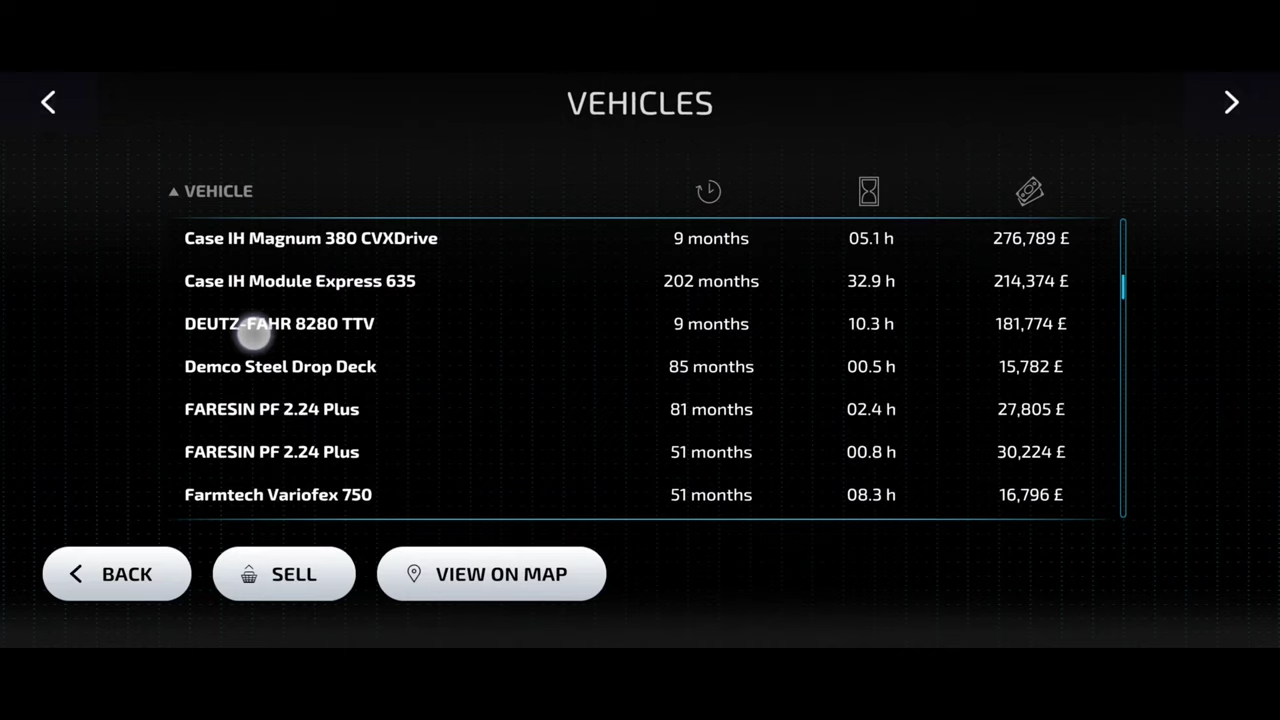 VEHICLES
VEHICLE
Case IH Magnum 380 CVXDrive 9 months 05.1 h 276,789 £
Case IH Module Express 635 202 months 32.9 h 214,374 £
DEUTZ-FAHR 8280 TTV 9 months 10.3 h 181,774 £
Demco Steel Drop Deck 85 months 00.5 h 15,782 £
FARESIN PF 2.24 Plus 81 months 02.4 h 27,805 £
FARESIN PF 2.24 Plus 51 months 00.8 h 30,224 £
Farmtech Variofex 750 51 months 08.3 h 16,796 £
BACK SELL VIEW ON MAP